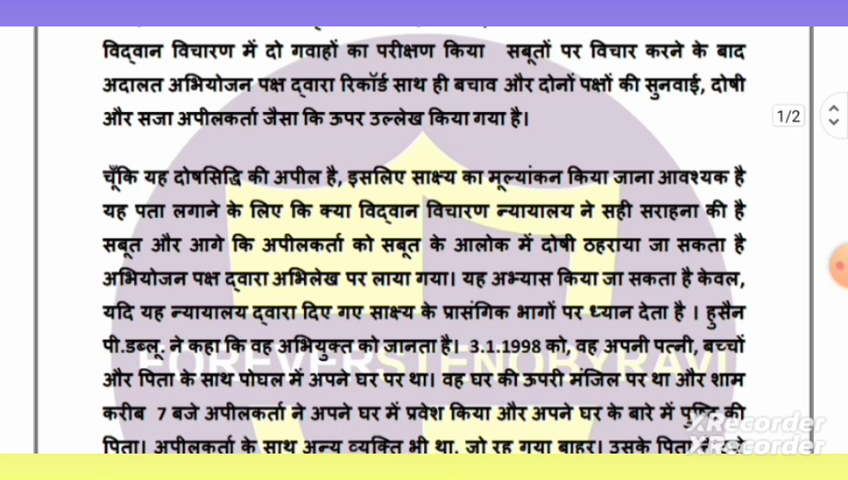 विद्वान विचारण में दो गवाहों का परीक्षण किया सबूतों पर विचार करने के बाद
अदालत अभियोजन पक्ष द्वारा रिकॉर्ड साथ ही बचाव और दोनों पक्षों की सुनवाई, दोषी
और सजा अपीलकर्ता जैसा कि ऊपर उल्लेख किया गया है।
1/2
चूँकि यह दोषसिद्धि की अपील है, इसलिए साक्ष्य का मूल्यांकन किया जाना आवश्यक है
यह पता लगाने के लिए कि क्या विद्वान विचारण न्यायालय ने सही सराहना की है
सबूत और आगे कि अपीलकर्ता को सबूत के आलोक में दोषी ठहराया जा सकता है
अभियोजन पक्ष द्वारा अभिलेख पर लाया गया। यह अभ्यास किया जा सकता है केवल,
यदि यह न्यायालय द्वारा दिए गए साक्ष्य के प्रासंगिक भागों पर ध्यान देता है । हुसैन
पी.डब्लू. ने कहा कि वह अभियुक्त को जानता है। 3.1.1998 को, वह अपनी पत्नी, बच्चों
FOREVERSTENOBYRAVI
और पिता के साथ पोघल में अपने घर पर था। वह घर की ऊपरी मंजिल पर था और शाम
करीब 7 बजे अपीलकर्ता ने अपने घर में प्रवेश किया और अपने घर के बारे में पुष्टि की
XRecorder
पिता। अपीलकर्ता के साथ अन्य व्यक्ति भी था, जो रह गया बाहर। उसके पिता ने उसे
XRecorder